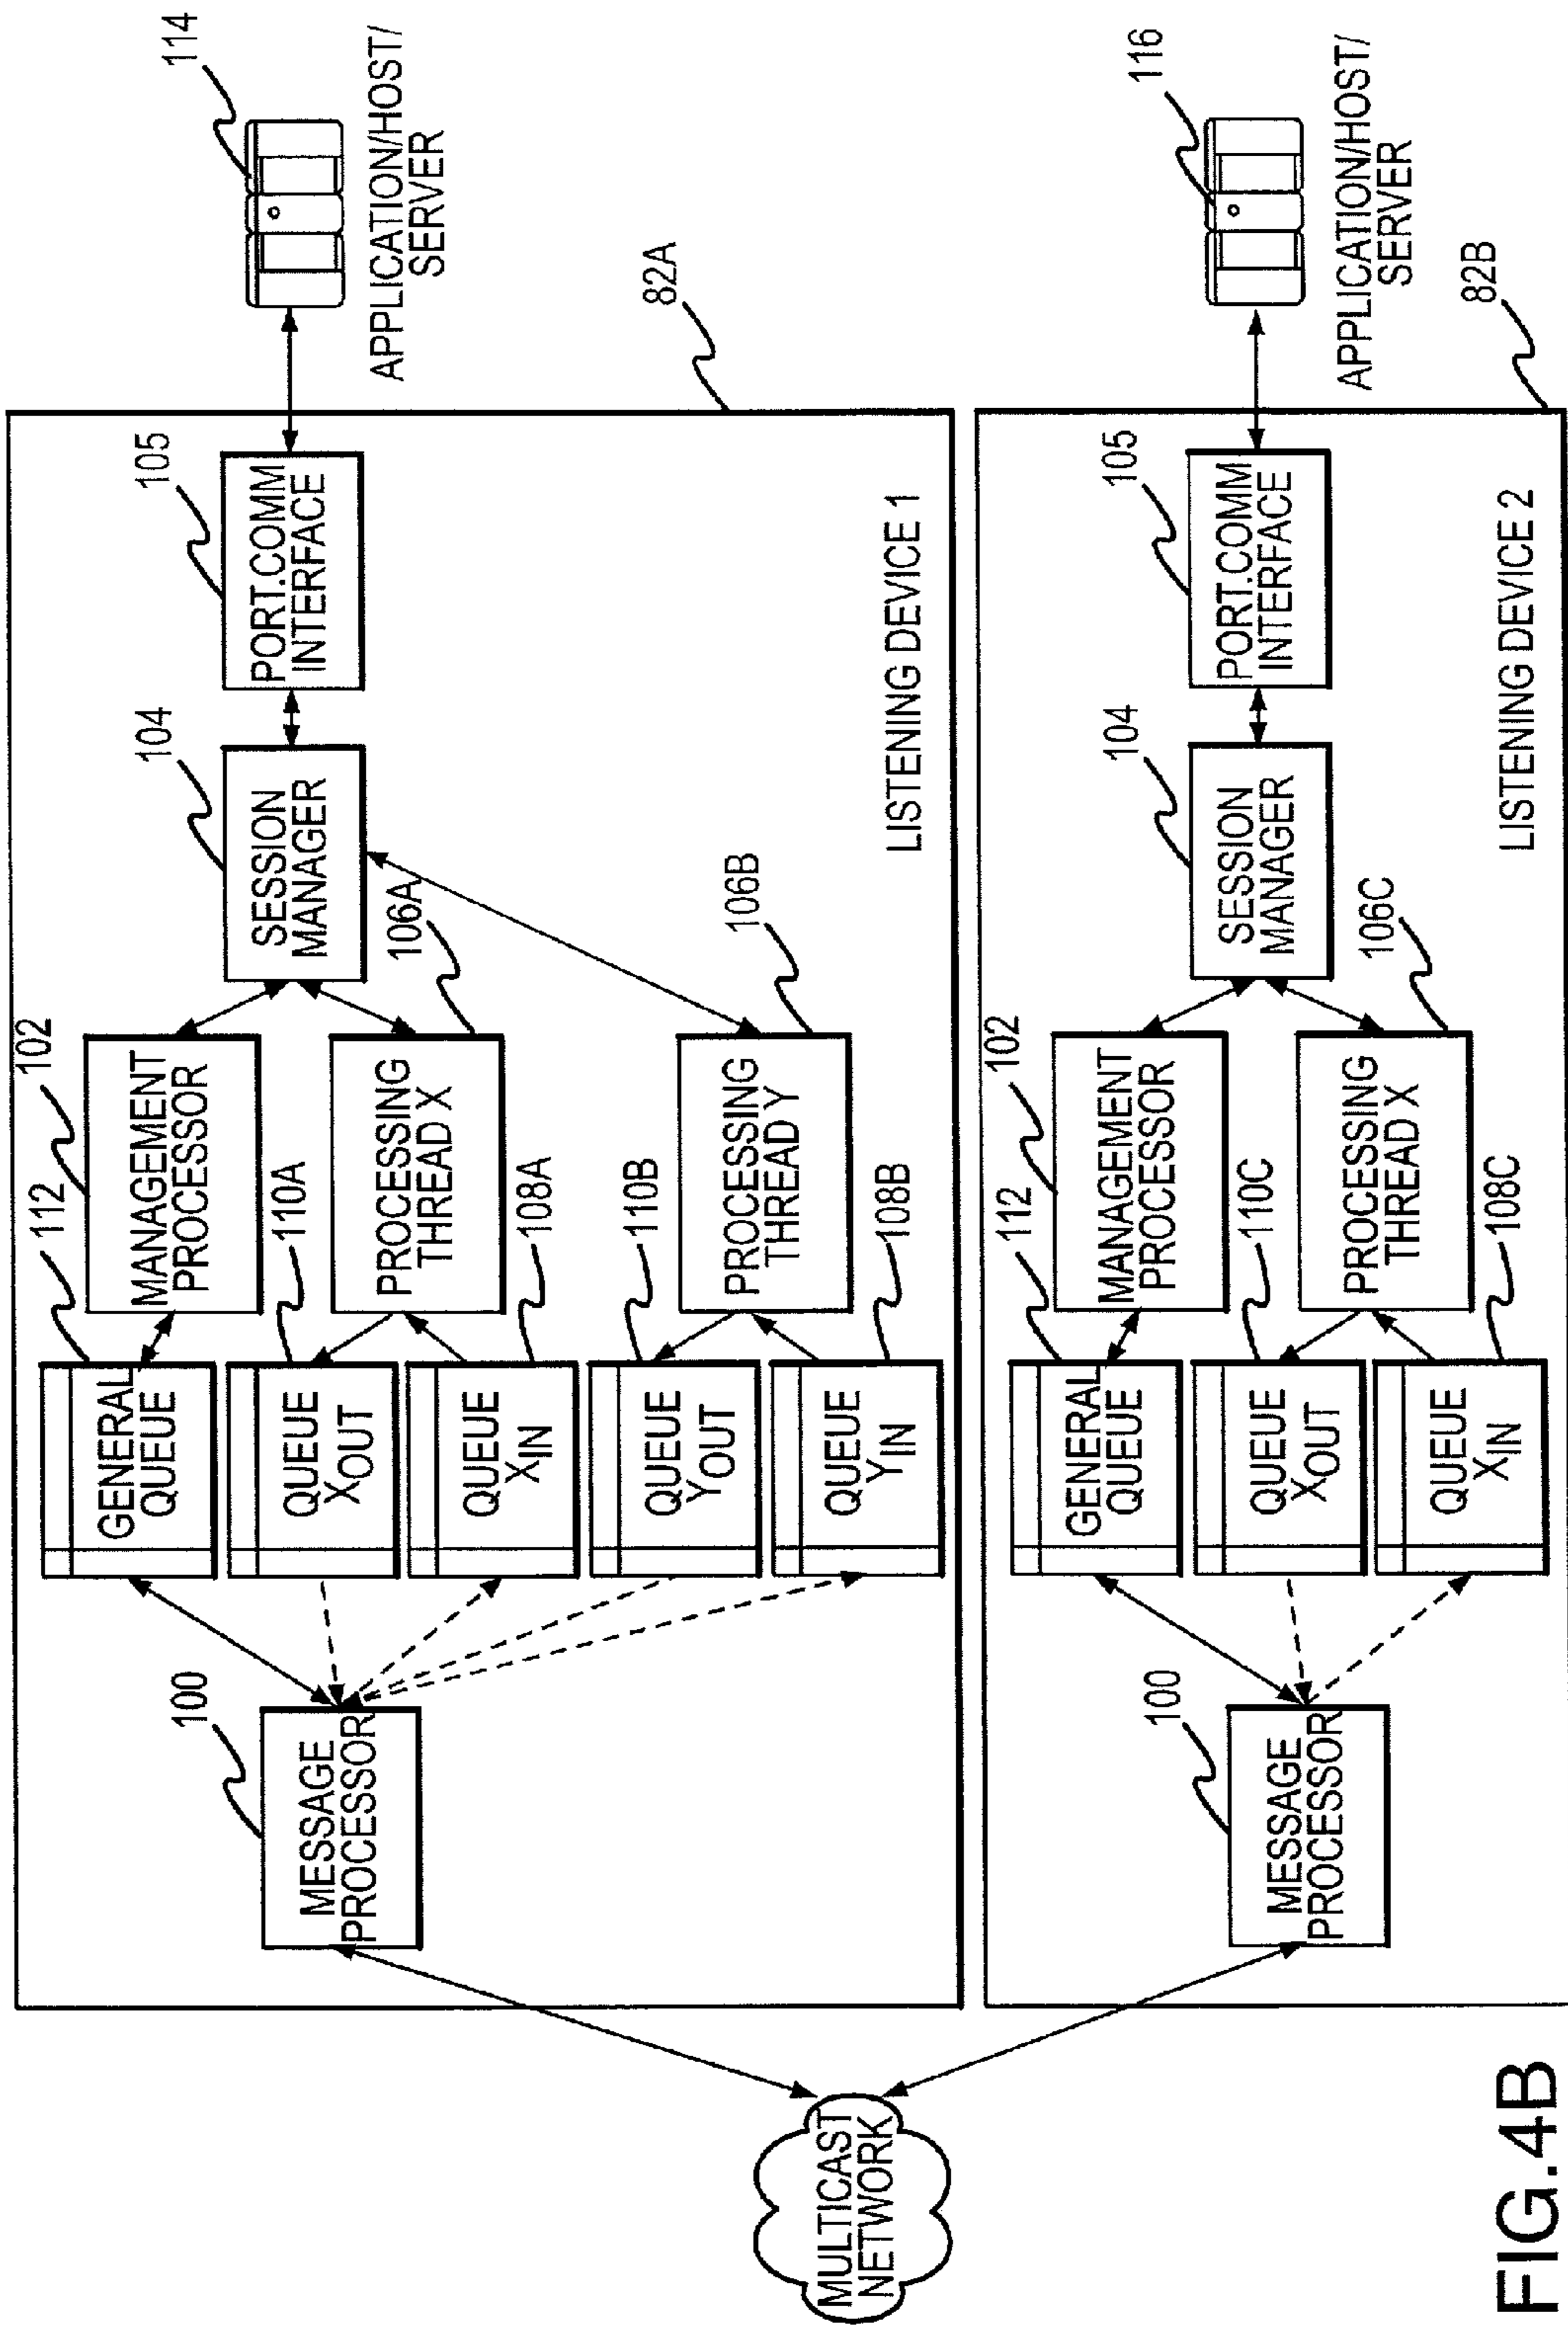 MULTICAST
NETWORK
100
MESSAGE
PROCESSOR
112
GENERAL
QUEUE
110A
QUEUE
XOUT
108A
QUEUE
XIN
110B
QUEUE
YOUT
108B
QUEUE
YIN
102
MANAGEMENT
PROCESSOR
106A
PROCESSING
THREAD X
106B
PROCESSING
THREAD Y
104
SESSION
MANAGER
105
PORT.COMM
INTERFACE
LISTENING DEVICE 1
82A
114
APPLICATION/HOST/
SERVER
100
MESSAGE
PROCESSOR
112
GENERAL
QUEUE
110C
QUEUE
XOUT
108C
QUEUE
XIN
102
MANAGEMENT
PROCESSOR
106C
PROCESSING
THREAD X
104
SESSION
MANAGER
105
PORT.COMM
INTERFACE
LISTENING DEVICE 2
82B
116
APPLICATION/HOST/
SERVER
FIG.4B